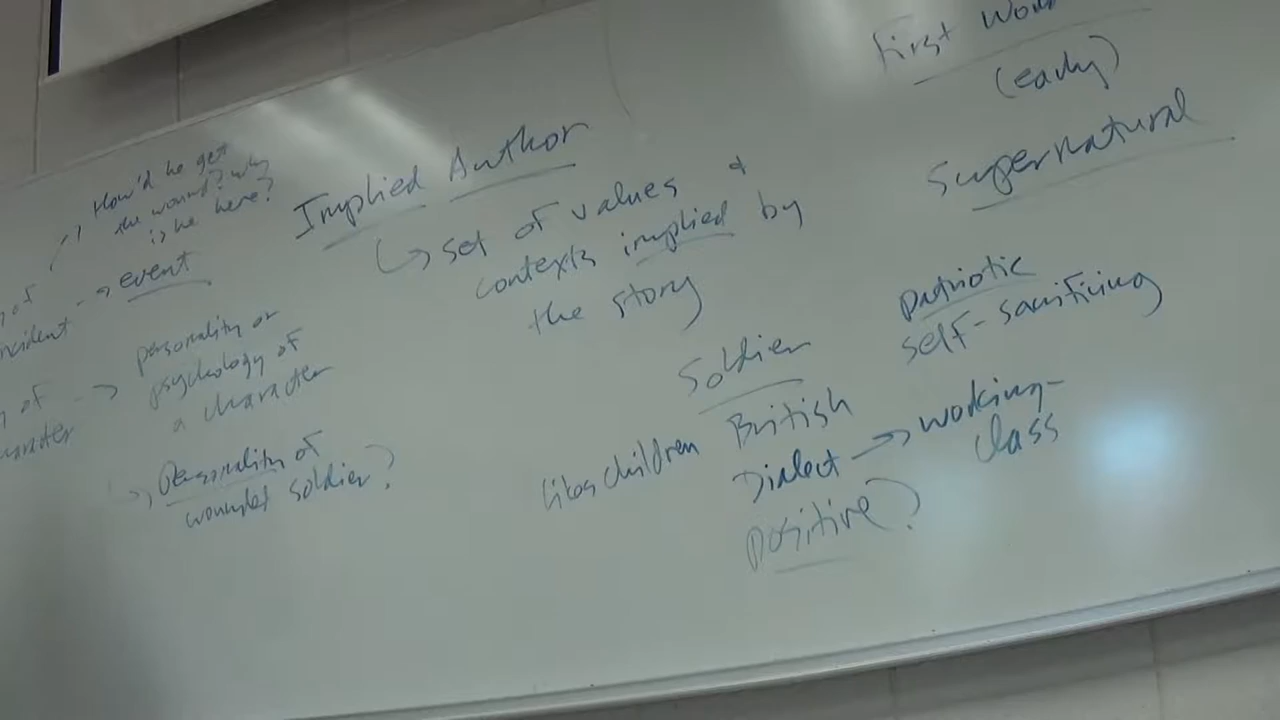 How'd he get
the wound? why
is he here?
→ event
→ personality or
psychology of
a character
→ Personality of
wounded soldier?
Implied Author
↳ set of values &
contexts implied by
the story
First
(early)
Supernatural
Soldier
British
likes children
Dialect → working-
class
positive?
patriotic
self-sacrificing